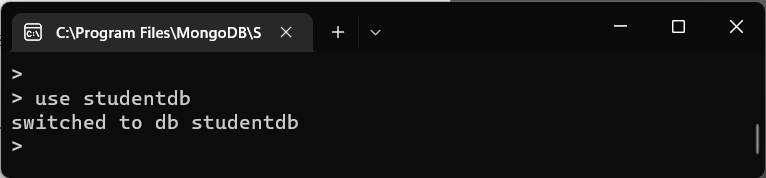 C:\Program Files\MongoDB\S
>
> use studentdb
switched to db studentdb
>